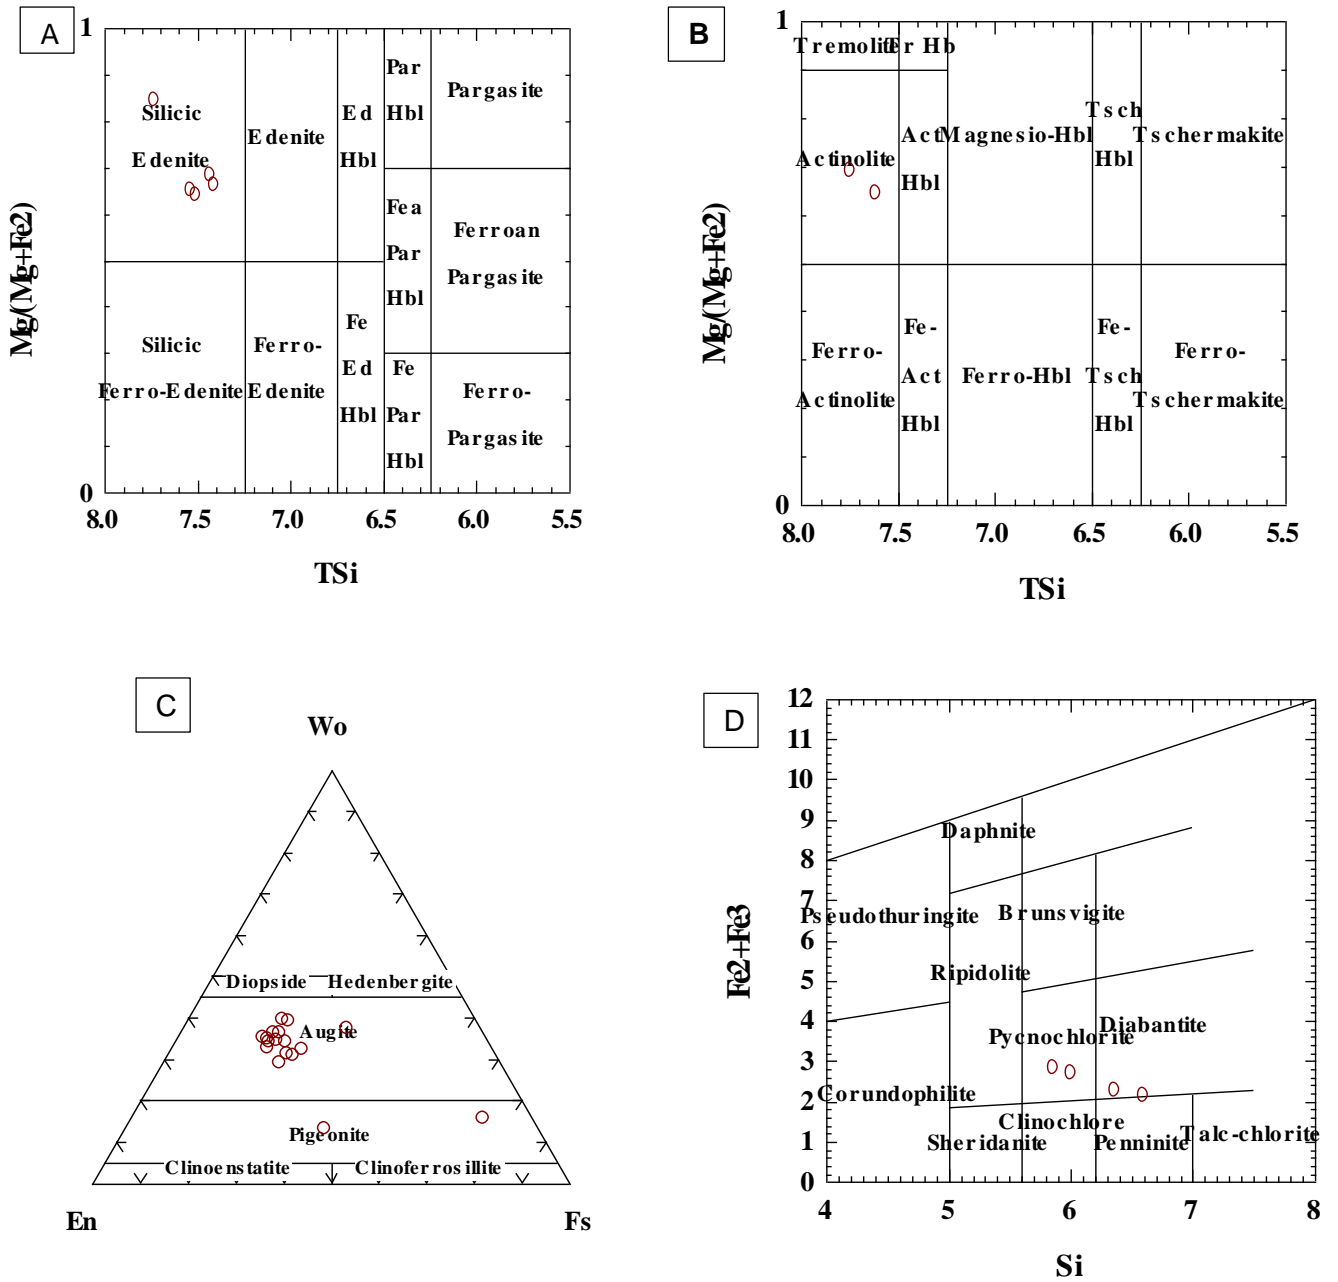 A
1
Silicic
Edenite
Edenite
Ed
Hbl
Par
Hbl
Pargasite
Fea
Par
Hbl
Ferroan
Pargasite
Silicic
Ferro-Edenite
Ferro-
Edenite
Fe
Ed
Hbl
Fe
Par
Hbl
Ferro-
Pargasite
0
8.0 7.5 7.0 6.5 6.0 5.5
TSi
Mg/(Mg+Fe2)
B
1
Tremolite
Tr Hb
Actinolite
Act
Hbl
Magnesio-Hbl
Tsch
Hbl
Tschermakite
Ferro-
Actinolite
Fe-
Act
Hbl
Ferro-Hbl
Fe-
Tsch
Hbl
Ferro-
Tschermakite
0
8.0 7.5 7.0 6.5 6.0 5.5
TSi
Mg/(Mg+Fe2)
C
Wo
Diopside
Hedenbergite
Augite
Pigeonite
Clinoenstatite
Clinoferrosillite
En
Fs
D
12
11
10
9
8
7
6
5
4
3
2
1
0
Daphnite
Pseudothuringite
Brunsvigite
Ripidolite
Diabantite
Pycnochlorite
Corundophilite
Clinochlore
Sheridanite
Penninite
Talc-chlorite
4 5 6 7 8
Si
Fe2+Fe3